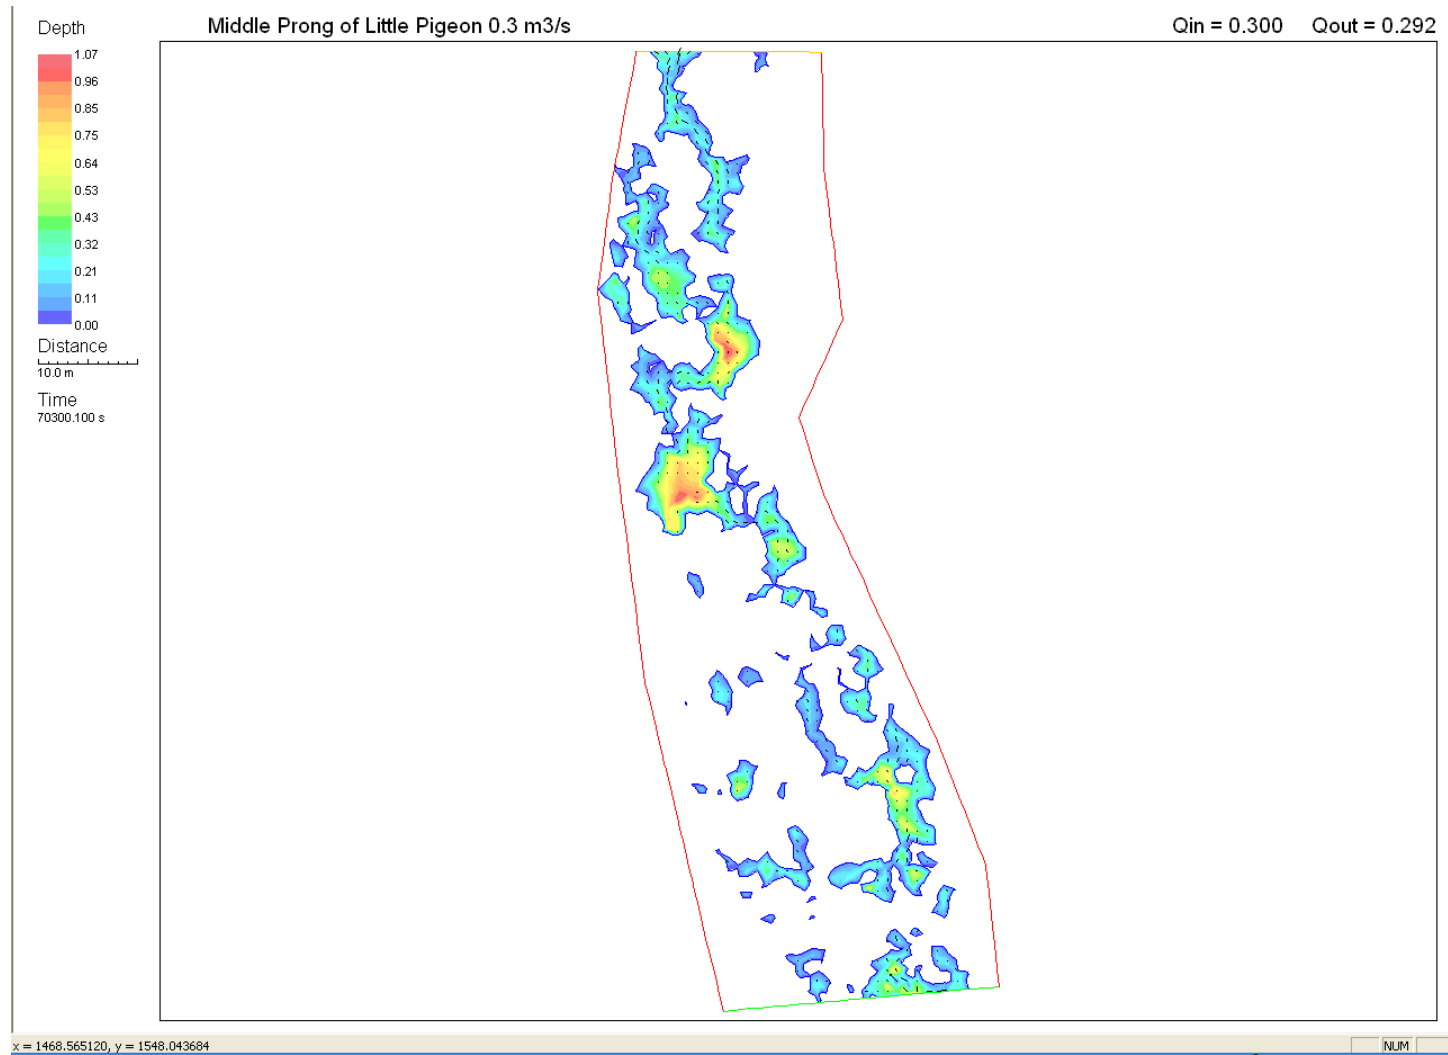 Depth
Middle Prong of Little Pigeon 0.3 m3/s
Qin = 0.300 Qout = 0.292
1.07
0.96
0.85
0.75
0.64
0.53
0.43
0.32
0.21
0.11
0.00
Distance
10.0 m
Time
70300.100 s
x = 1468.565120, y = 1548.043684
NUM